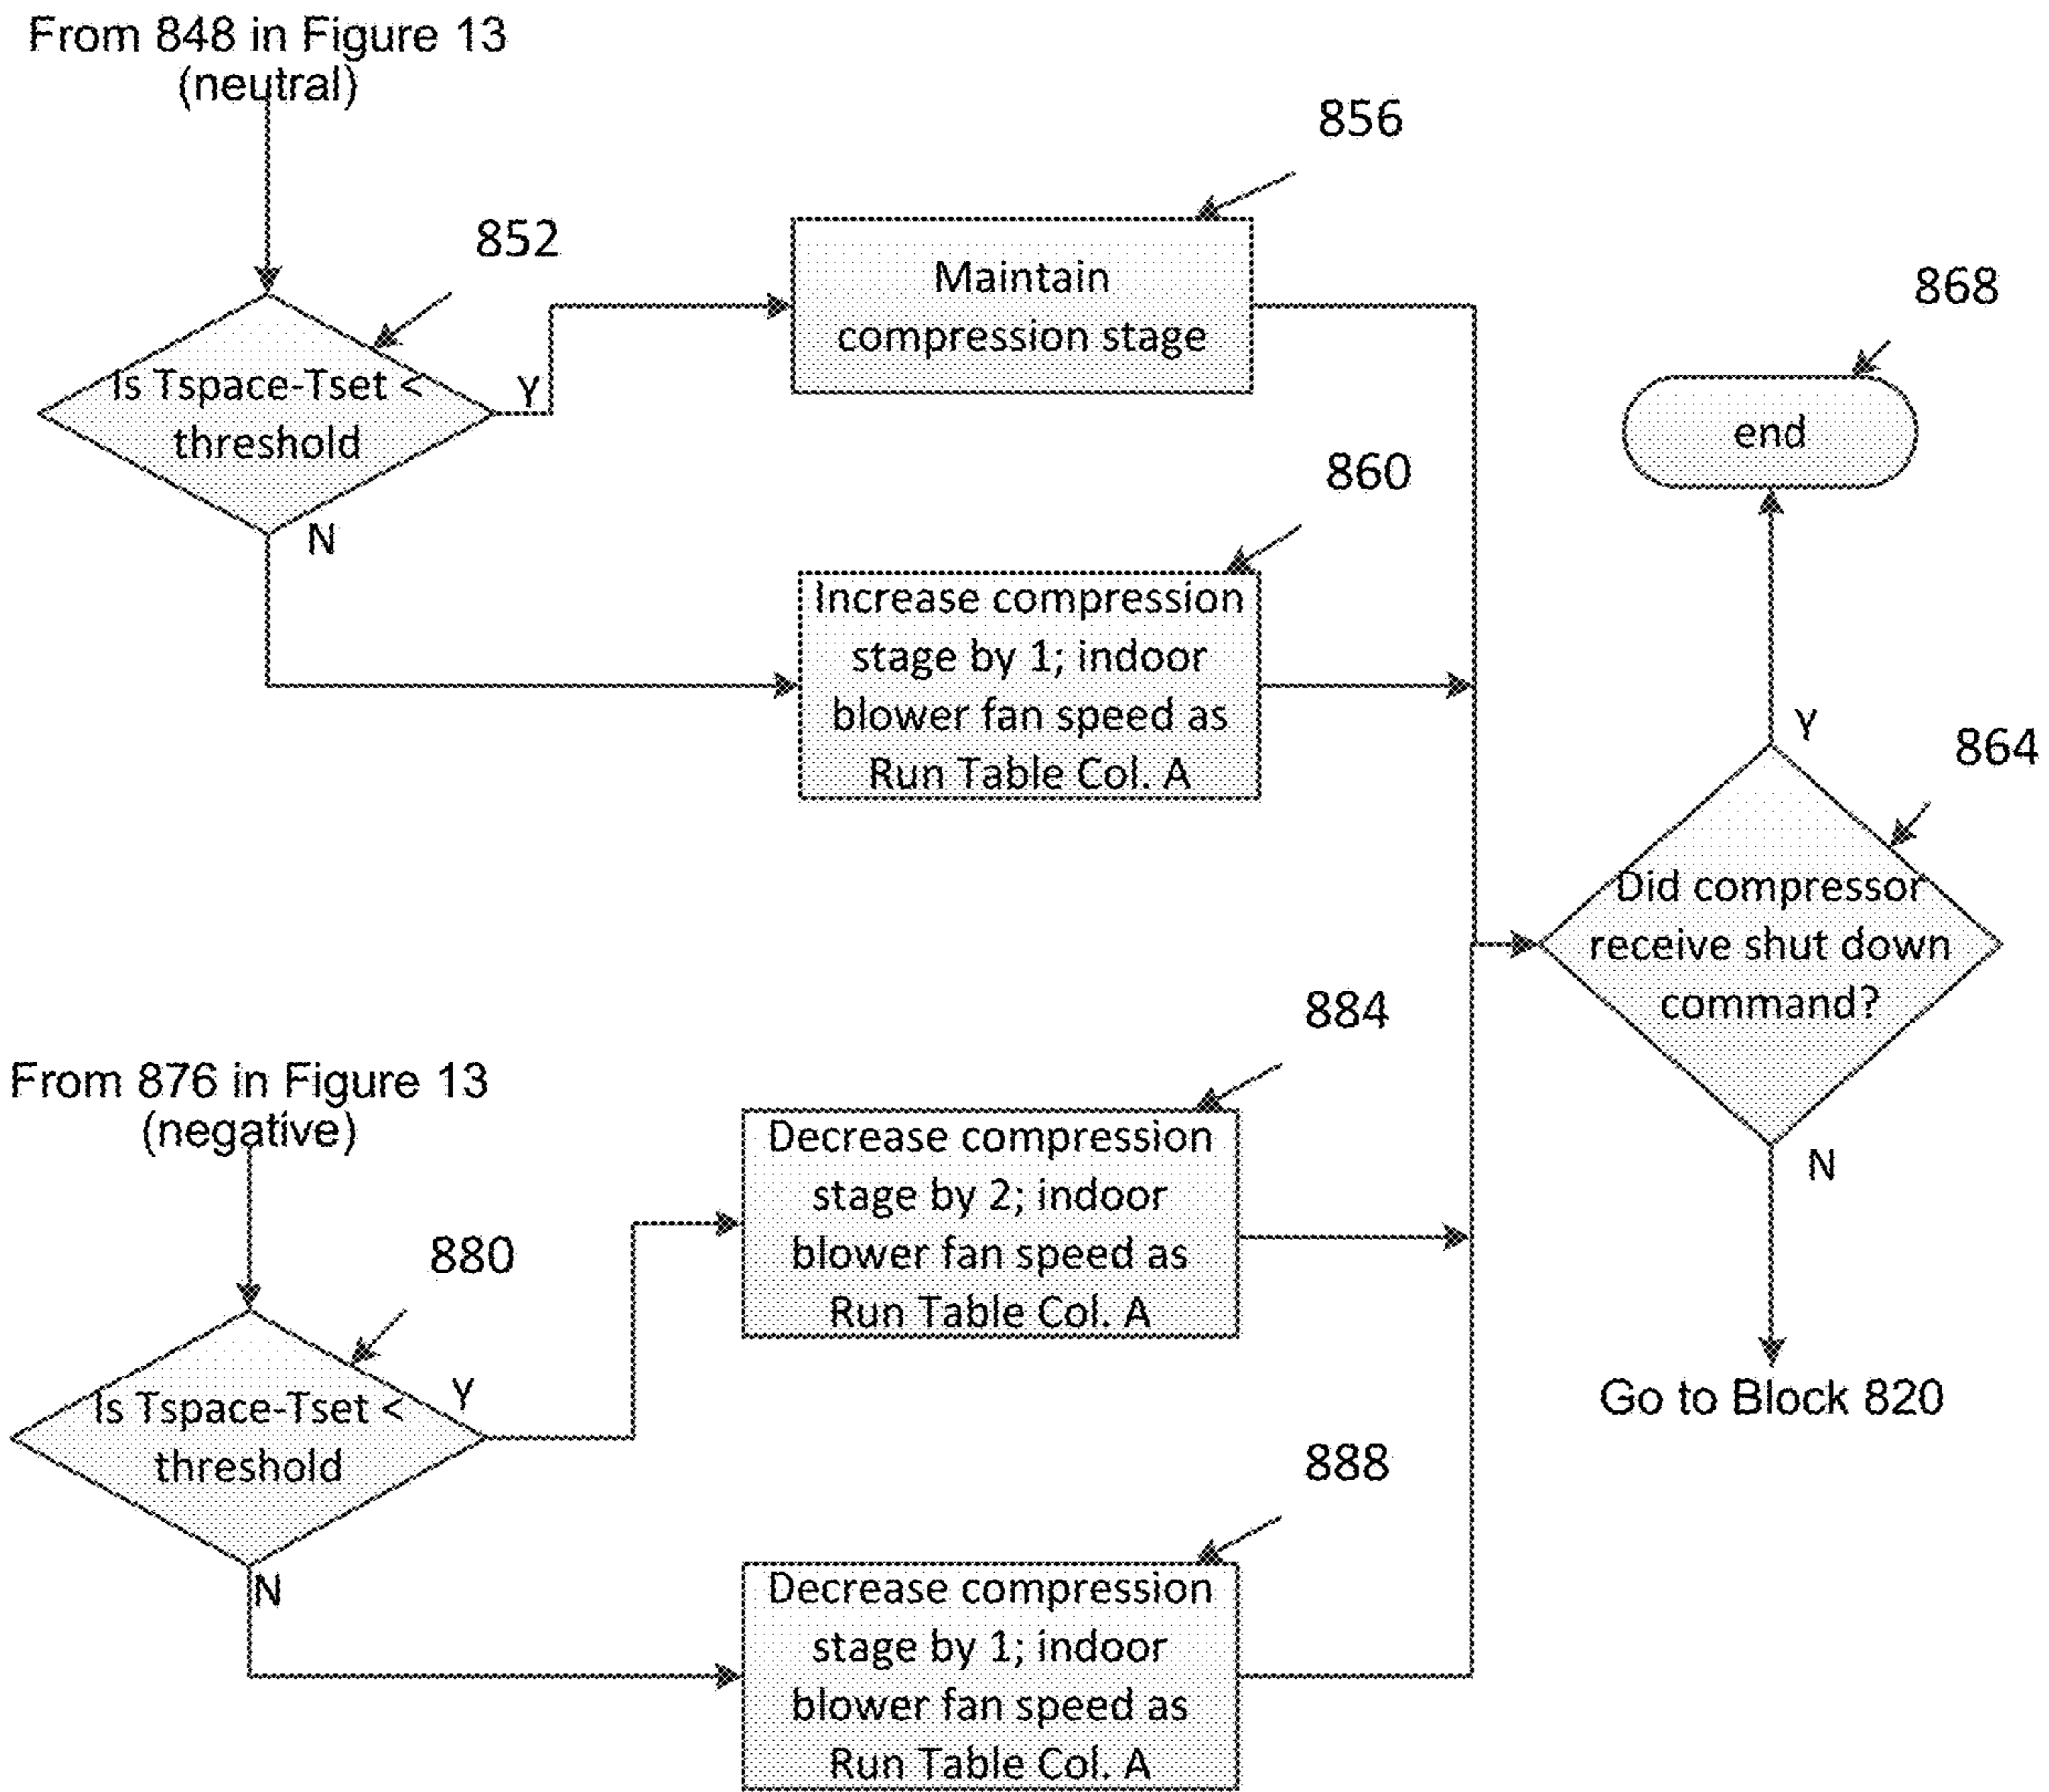 From 848 in Figure 13
(neutral)
852
Is Tspace-Tset <
threshold
Y
N
856
Maintain
compression stage
860
Increase compression
stage by 1; indoor
blower fan speed as
Run Table Col. A
868
end
Y
864
Did compressor
receive shut down
command?
N
Go to Block 820
From 876 in Figure 13
(negative)
880
Is Tspace-Tset <
threshold
Y
N
884
Decrease compression
stage by 2; indoor
blower fan speed as
Run Table Col. A
888
Decrease compression
stage by 1; indoor
blower fan speed as
Run Table Col. A